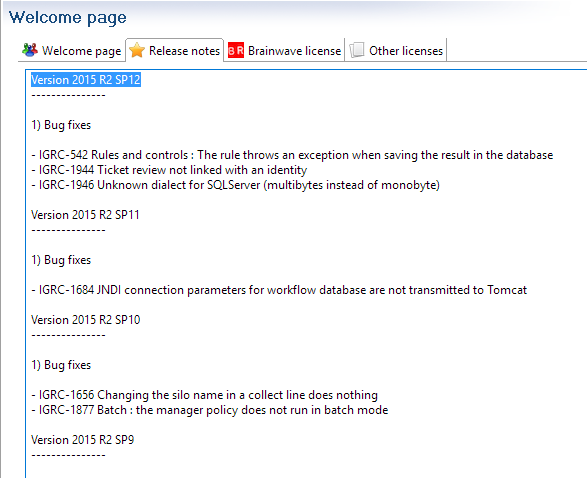 Welcome page
Welcome page
Release notes
BR
Brainwave license
Other licenses
Version 2015 R2 SP12
---------------
1) Bug fixes
- IGRC-542 Rules and controls : The rule throws an exception when saving the result in the database
- IGRC-1944 Ticket review not linked with an identity
- IGRC-1946 Unknown dialect for SQLServer (multibytes instead of monobyte)
Version 2015 R2 SP11
---------------
1) Bug fixes
- IGRC-1684 JNDI connection parameters for workflow database are not transmitted to Tomcat
Version 2015 R2 SP10
---------------
1) Bug fixes
- IGRC-1656 Changing the silo name in a collect line does nothing
- IGRC-1877 Batch : the manager policy does not run in batch mode
Version 2015 R2 SP9
---------------